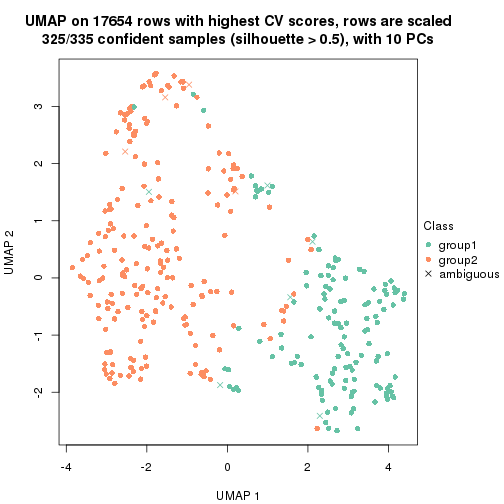 UMAP on 17654 rows with highest CV scores, rows are scaled
325/335 confident samples (silhouette > 0.5), with 10 PCs
3
2
1
0
-1
-2
UMAP 2
-4
-2
0
2
4
UMAP 1
Class
group1
group2
ambiguous